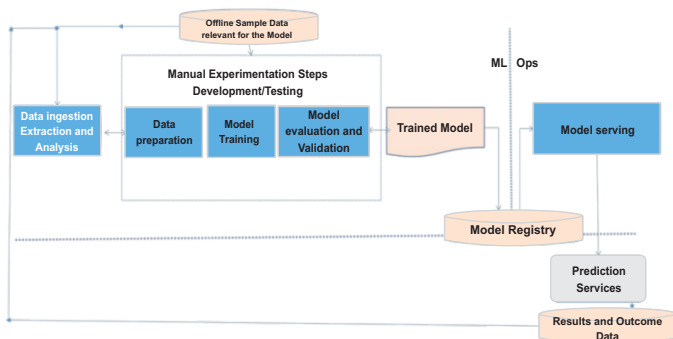 Offline Sample Data
relevant for the Model
Manual Experimentation Steps
Development/Testing
ML Ops
Data ingestion
Extraction and
Analysis
Data
preparation
Model
Training
Model
evaluation and
Validation
Trained Model
Model serving
Model Registry
Prediction
Services
Results and Outcome
Data